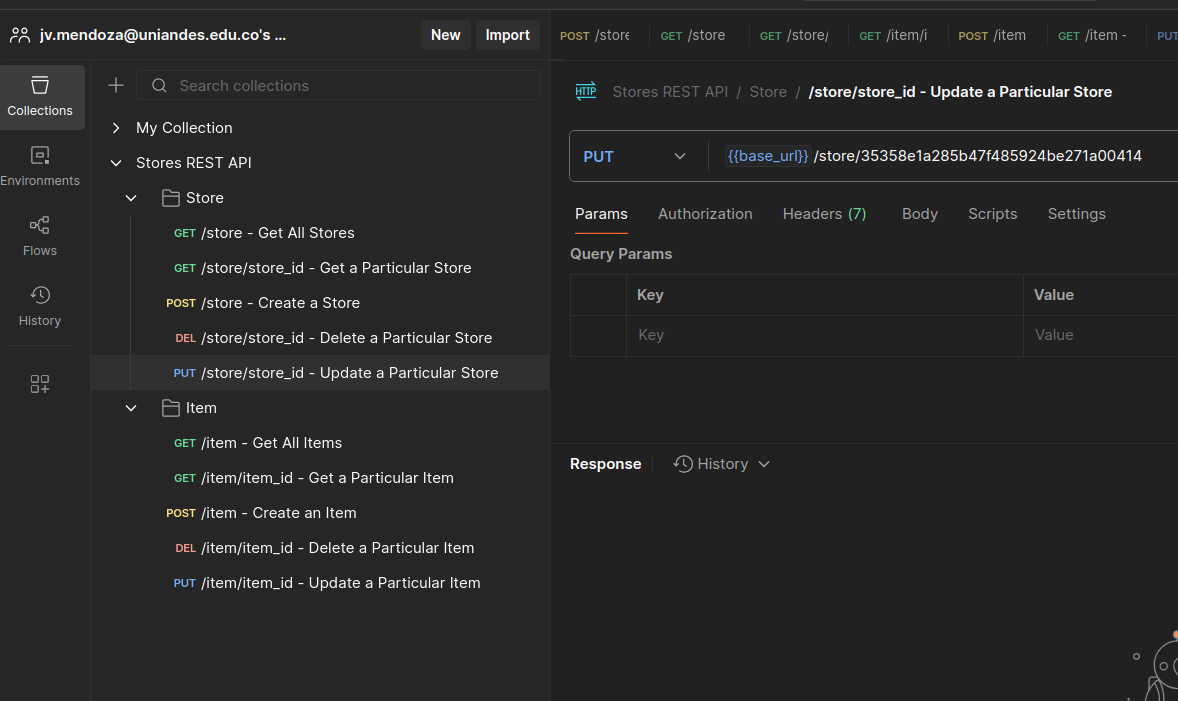 jv.mendoza@uniandes.edu.co's ...
New
Import
POST /store
GET /store
GET /store/
GET /item/i
POST /item
GET /item -
PUT
Collections
Environments
Flows
History
Search collections
My Collection
Stores REST API
Store
GET /store - Get All Stores
GET /store/store_id - Get a Particular Store
POST /store - Create a Store
DEL /store/store_id - Delete a Particular Store
PUT /store/store_id - Update a Particular Store
Item
GET /item - Get All Items
GET /item/item_id - Get a Particular Item
POST /item - Create an Item
DEL /item/item_id - Delete a Particular Item
PUT /item/item_id - Update a Particular Item
HTTP Stores REST API / Store / /store/store_id - Update a Particular Store
PUT {{base_url}} /store/35358e1a285b47f485924be271a00414
Params Authorization Headers (7) Body Scripts Settings
Query Params
Key Value
Key Value
Response History